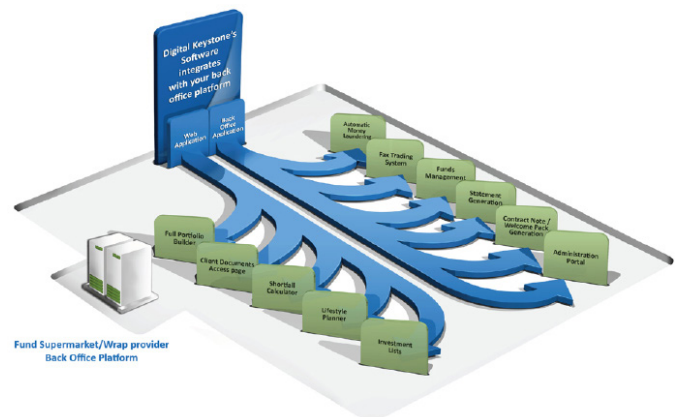 Digital Keystone's
Software
integrates
with your back
office platform
Web
Application
Back
Office
Application
Automatic
Money
Laundering
Fax Trading
System
Funds
Management
Statement
Generation
Contract Note /
Welcome Pack
Generation
Administration
Portal
Full Portfolio
Builder
Client Documents
Access page
Shortfall
Calculator
Lifestyle
Planner
Investment
Lists
Fund Supermarket/Wrap provider
Back Office Platform